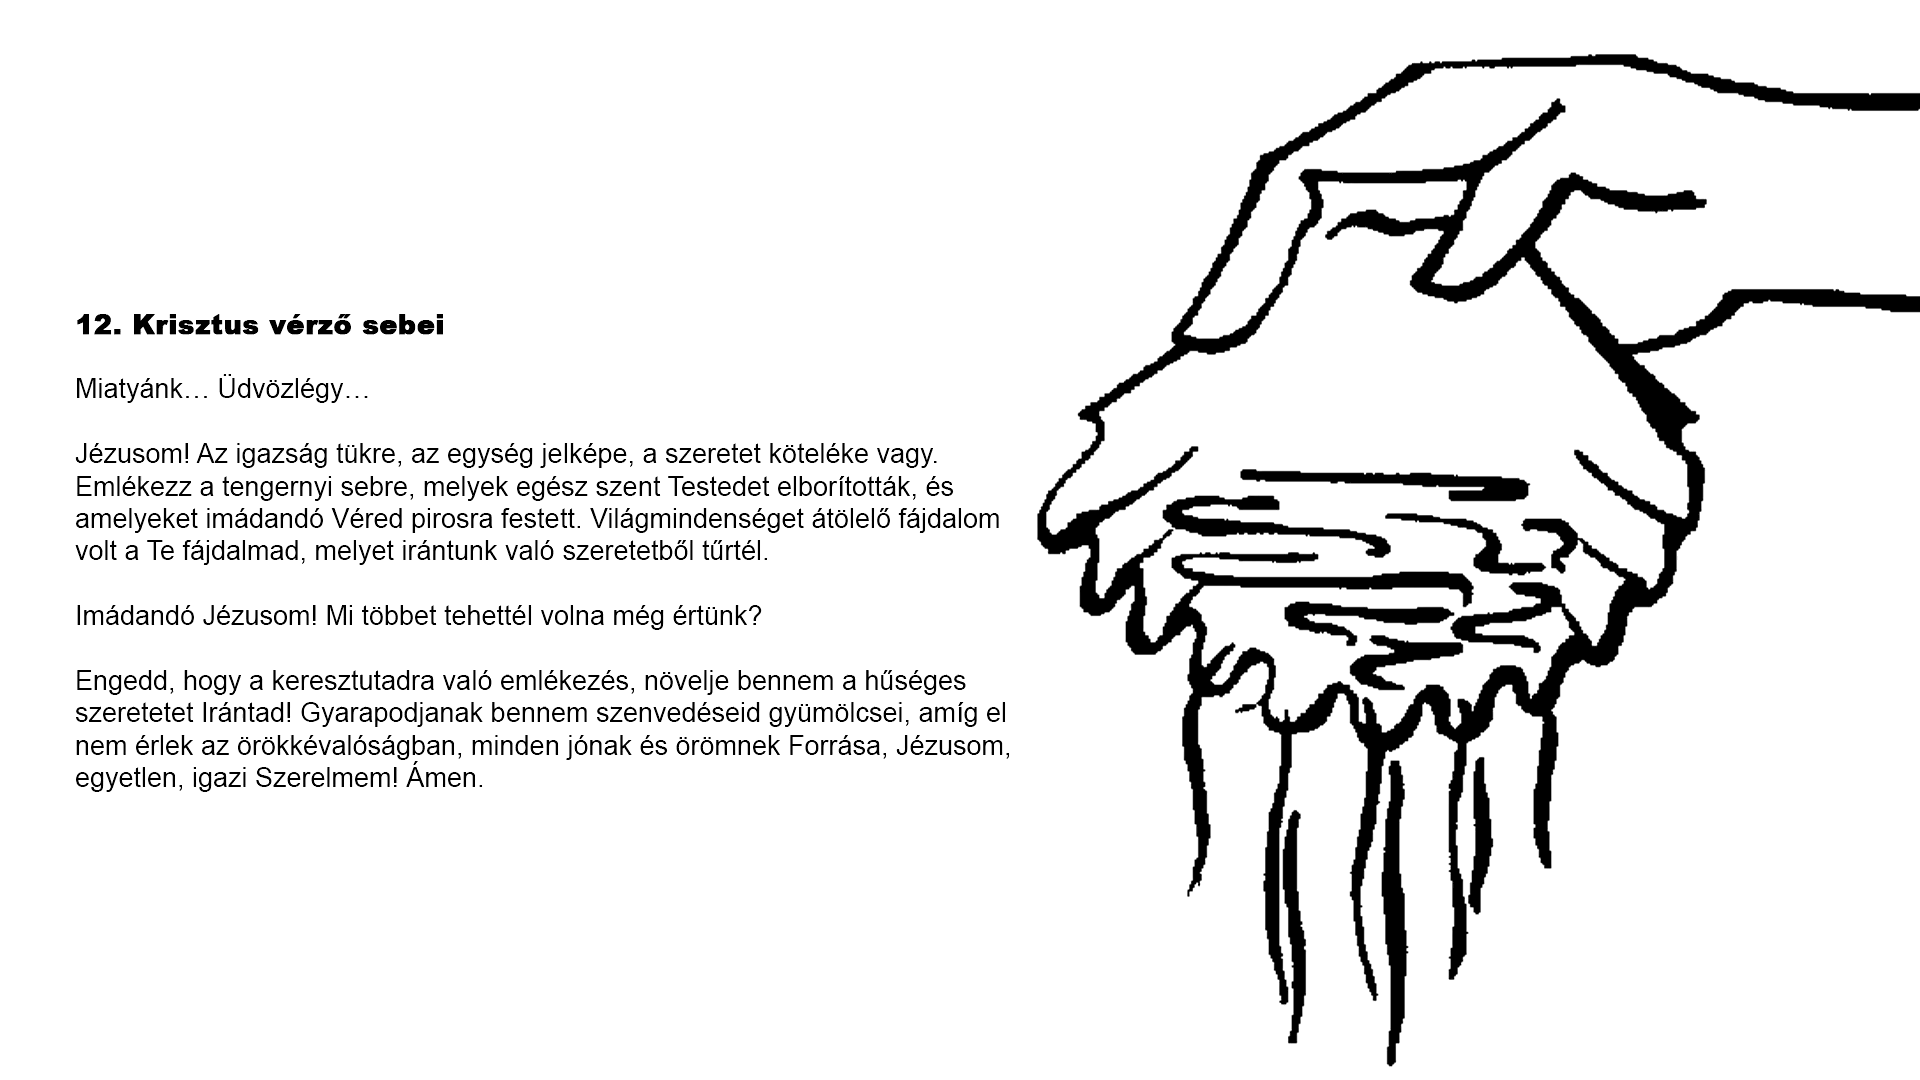 12. Krisztus vérző sebei
Miatyánk… Üdvözlégy…
Jézusom! Az igazság tükre, az egység jelképe, a szeretet köteléke vagy.
Emlékezz a tengernyi sebre, melyek egész szent Testedet elborították, és
amelyeket imádandó Véred pirosra festett. Világmindenséget átölelő fájdalom
volt a Te fájdalmad, melyet irántunk való szeretetből tűrtél.
Imádandó Jézusom! Mi többet tehettél volna még értünk?
Engedd, hogy a keresztutadra való emlékezés, növelje bennem a hűséges
szeretetet Irántad! Gyarapodjanak bennem szenvedéseid gyümölcsei, amíg el
nem érlek az örökkévalóságban, minden jónak és örömnek Forrása, Jézusom,
egyetlen, igazi Szerelmem! Ámen.